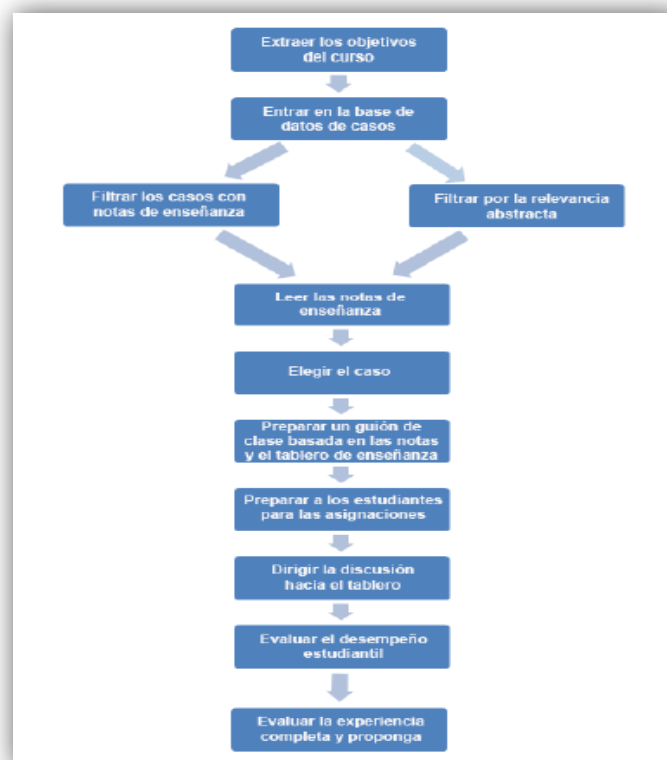 Extraer los objetivos
del curso
Entrar en la base de
datos de casos
Filtrar los casos con
notas de enseñanza
Filtrar por la relevancia
abstracta
Leer las notas de
enseñanza
Elegir el caso
Preparar un guión de
clase basada en las notas
y el tablero de enseñanza
Preparar a los estudiantes
para las asignaciones
Dirigir la discusión
hacia el tablero
Evaluar el desempeño
estudiantil
Evaluar la experiencia
completa y proponga